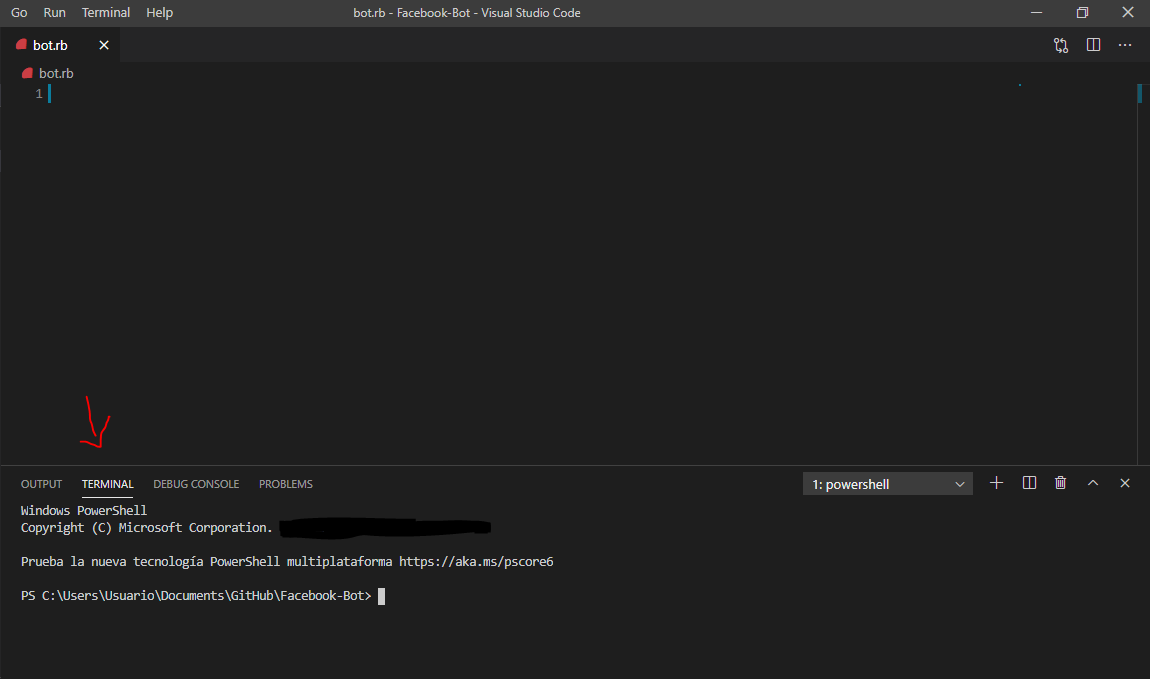 Go Run Terminal Help bot.rb - Facebook-Bot - Visual Studio Code
bot.rb
bot.rb
1
OUTPUT TERMINAL DEBUG CONSOLE PROBLEMS 1: powershell
Windows PowerShell
Copyright (C) Microsoft Corporation.
Prueba la nueva tecnología PowerShell multiplataforma https://aka.ms/pscore6
PS C:\Users\Usuario\Documents\GitHub\Facebook-Bot>